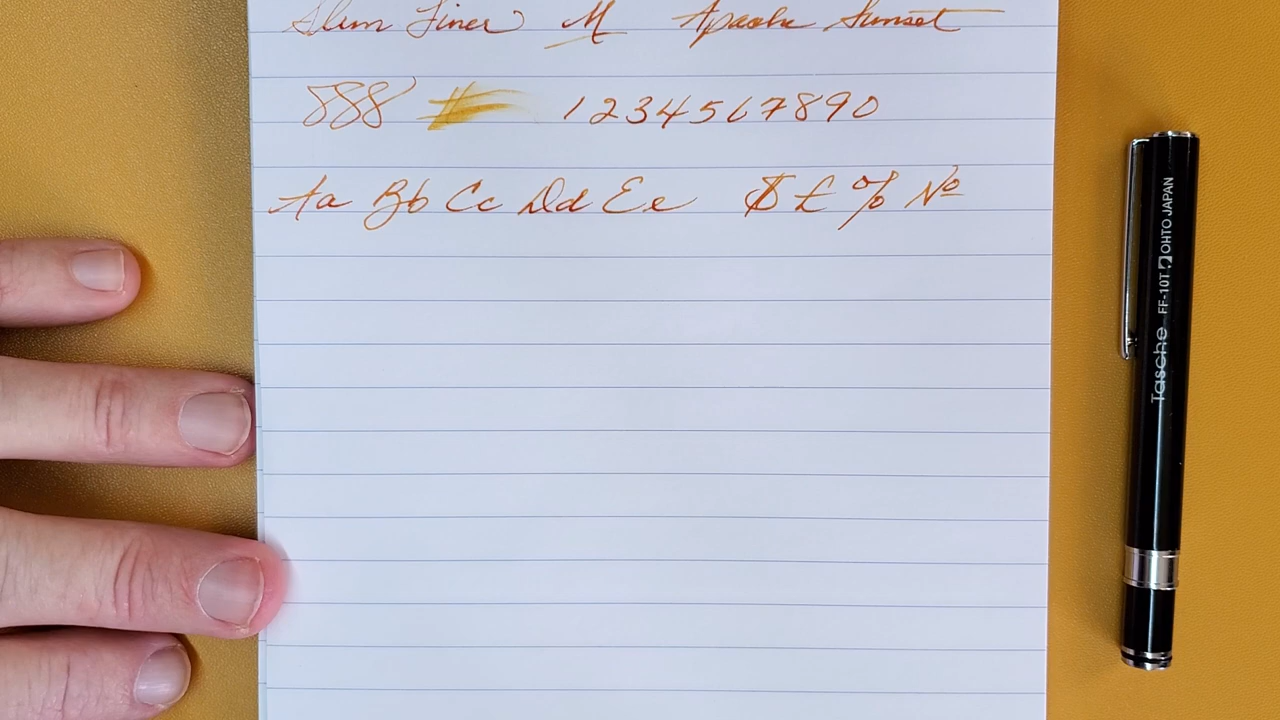 Slim Liner M Apache Sunset
888 # 1234567890
Aa Bb Cc Dd Ee $ £ % №
Tasche FF-10T OHTO JAPAN